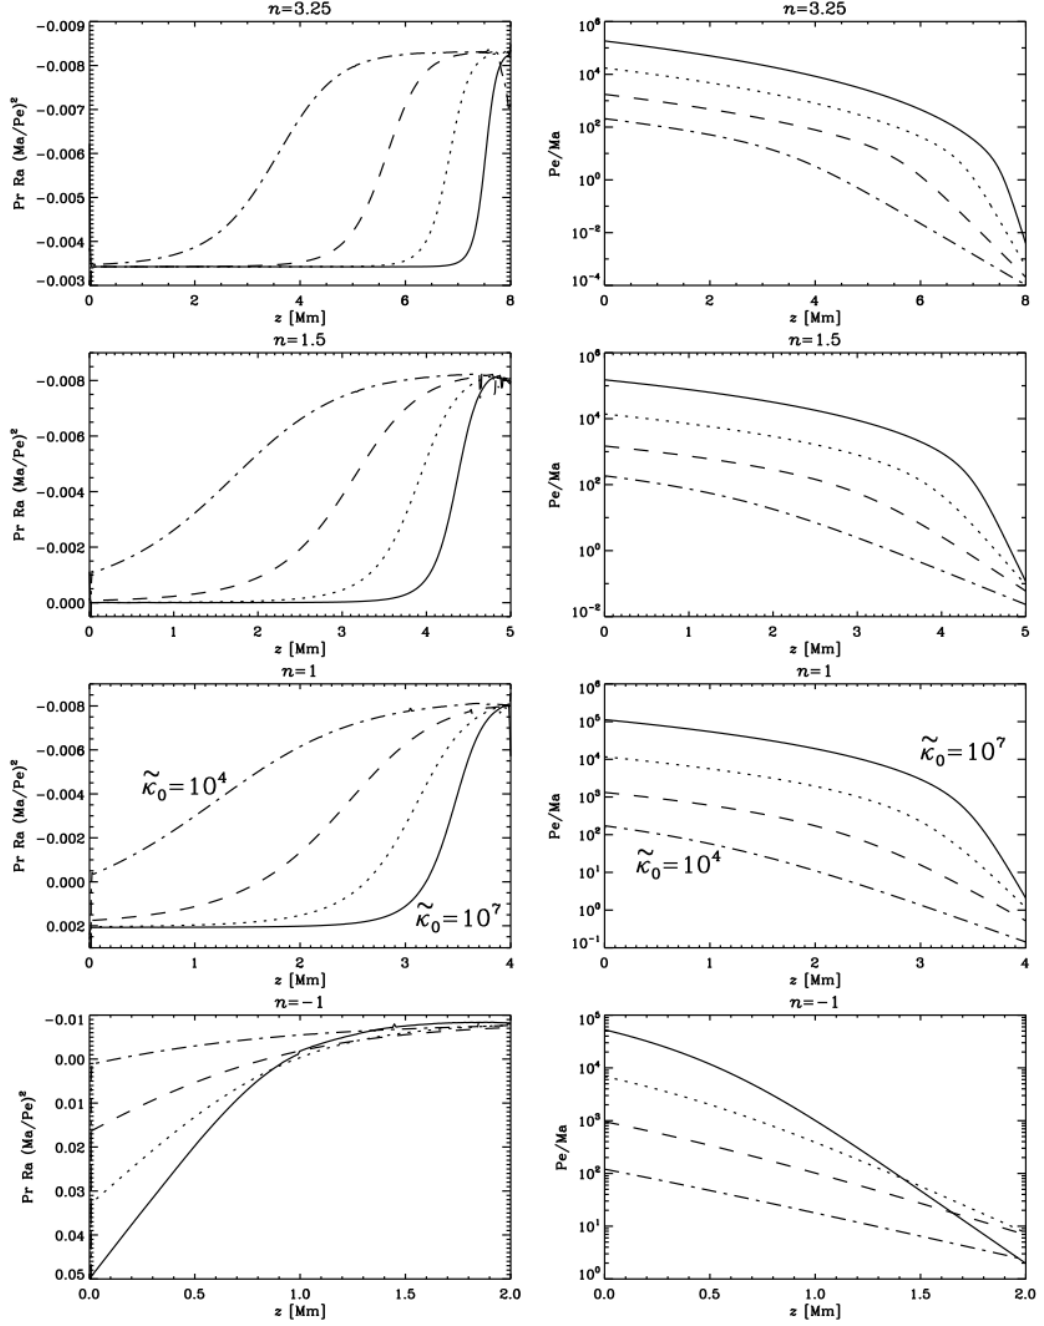 n=3.25
-0.009
-0.008
-0.007
-0.006
-0.005
-0.004
-0.003
Pr Ra (Ma/Pe)²
0 2 4 6 8
z [Mm]
n=3.25
10⁶
10⁴
10²
10⁰
10⁻²
10⁻⁴
Pe/Ma
0 2 4 6 8
z [Mm]
n=1.5
-0.008
-0.006
-0.004
-0.002
0.000
Pr Ra (Ma/Pe)²
0 1 2 3 4 5
z [Mm]
n=1.5
10⁶
10⁴
10²
10⁰
10⁻²
Pe/Ma
0 1 2 3 4 5
z [Mm]
n=1
-0.008
-0.006
-0.004
-0.002
0.000
0.002
Pr Ra (Ma/Pe)²
κ̃₀=10⁴
κ̃₀=10⁷
0 1 2 3 4
z [Mm]
n=1
10⁶
10⁵
10⁴
10³
10²
10¹
10⁰
10⁻¹
Pe/Ma
κ̃₀=10⁷
κ̃₀=10⁴
0 1 2 3 4
z [Mm]
n=-1
-0.01
0.00
0.01
0.02
0.03
0.04
0.05
Pr Ra (Ma/Pe)²
0.0 0.5 1.0 1.5 2.0
z [Mm]
n=-1
10⁵
10⁴
10³
10²
10¹
10⁰
Pe/Ma
0.0 0.5 1.0 1.5 2.0
z [Mm]